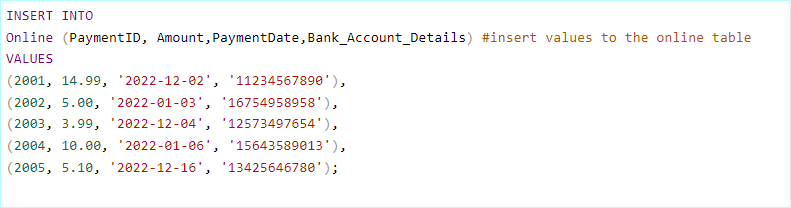 INSERT INTO
Online (PaymentID, Amount,PaymentDate,Bank_Account_Details) #insert values to the online table
VALUES
(2001, 14.99, '2022-12-02', '11234567890'),
(2002, 5.00, '2022-01-03', '16754958958'),
(2003, 3.99, '2022-12-04', '12573497654'),
(2004, 10.00, '2022-01-06', '15643589013'),
(2005, 5.10, '2022-12-16', '13425646780');